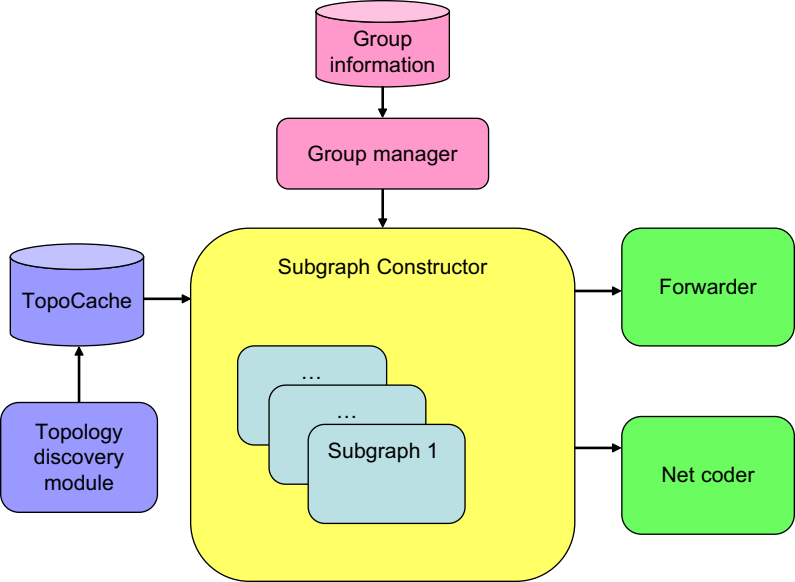 Group
information
Group manager
Subgraph Constructor
TopoCache
Forwarder
...
...
Subgraph 1
Topology
discovery
module
Net coder